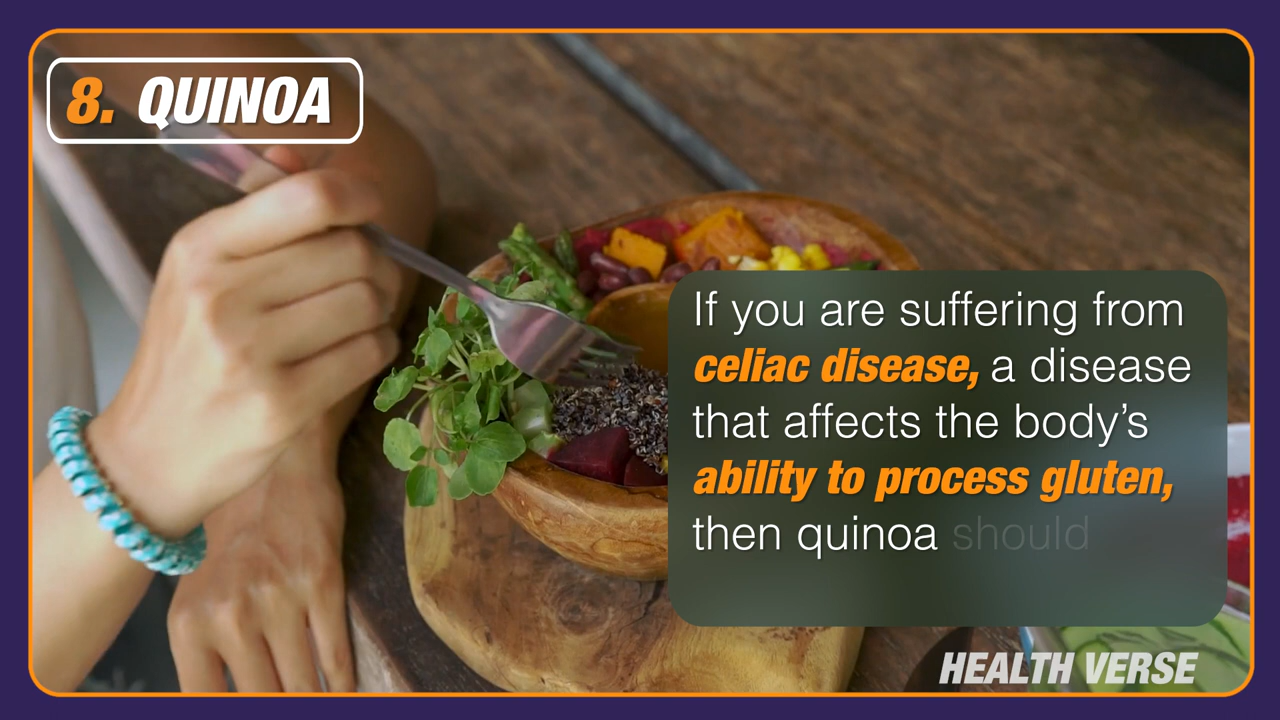 8. QUINOA
If you are suffering from
celiac disease, a disease
that affects the body’s
ability to process gluten,
then quinoa should
HEALTH VERSE